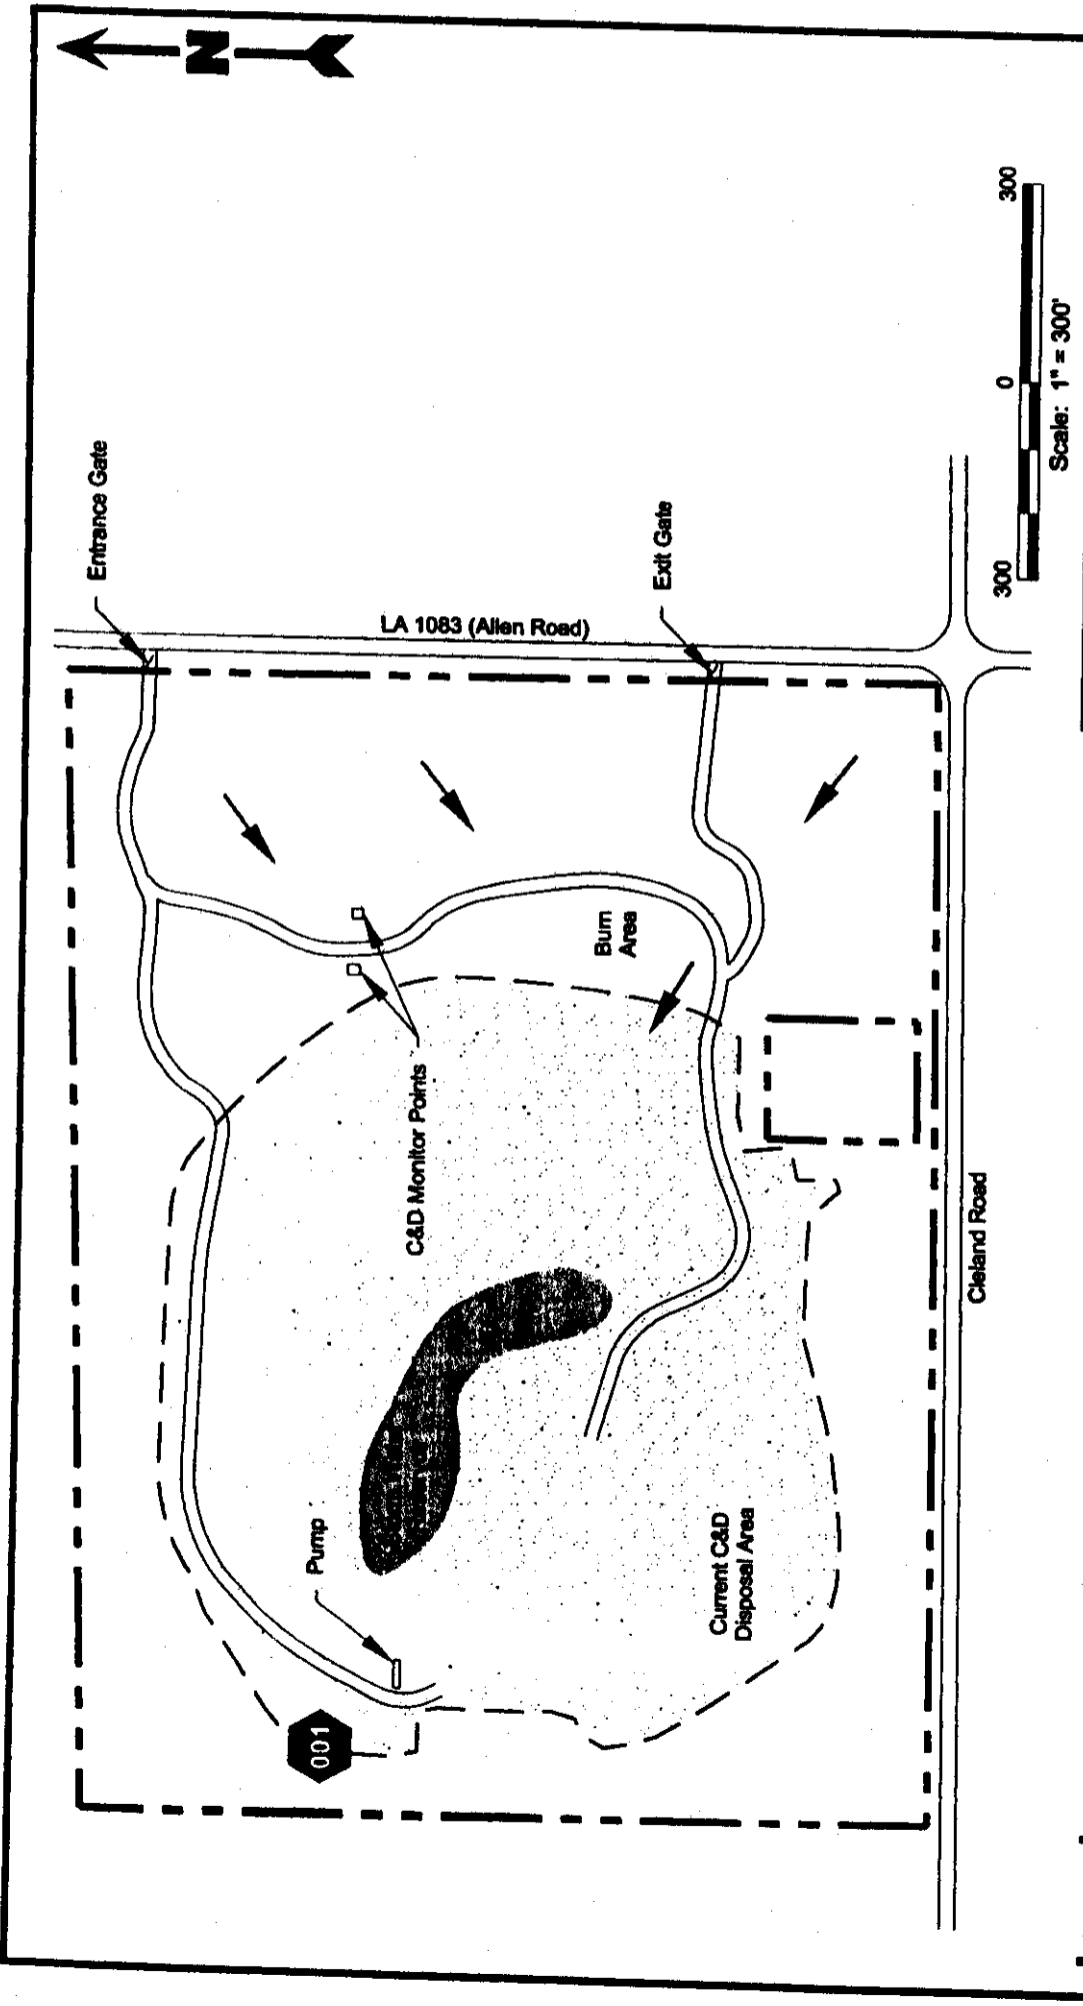 N
Entrance Gate
LA 1083 (Allen Road)
Exit Gate
Burn
Area
C&D Monitor Points
Pump
001
Current C&D
Disposal Area
Cleland Road
300
0
300
Scale: 1" = 300'